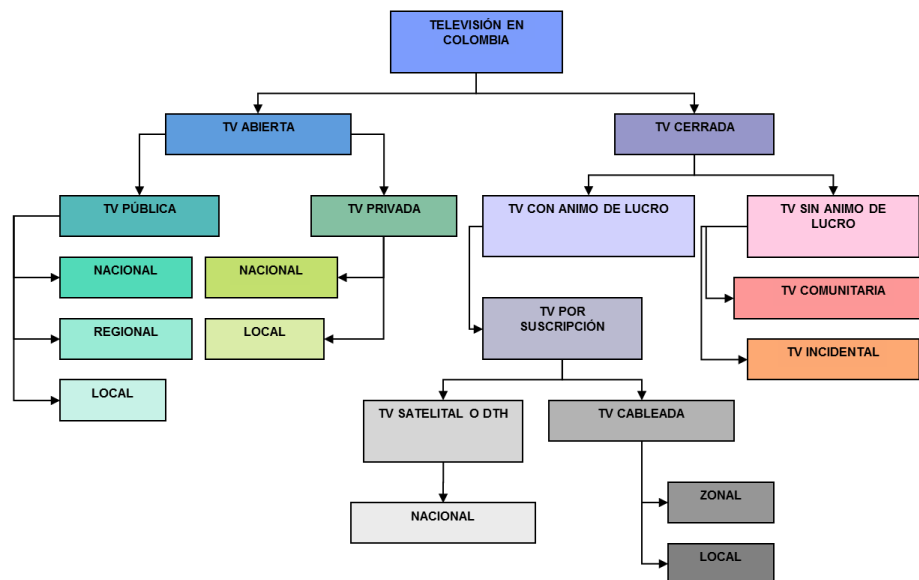 TELEVISIÓN EN
COLOMBIA
TV ABIERTA
TV CERRADA
TV PÚBLICA
TV PRIVADA
TV CON ANIMO DE LUCRO
TV SIN ANIMO DE
LUCRO
NACIONAL
NACIONAL
TV COMUNITARIA
REGIONAL
LOCAL
TV POR
SUSCRIPCIÓN
TV INCIDENTAL
LOCAL
TV SATELITAL O DTH
TV CABLEADA
NACIONAL
ZONAL
LOCAL